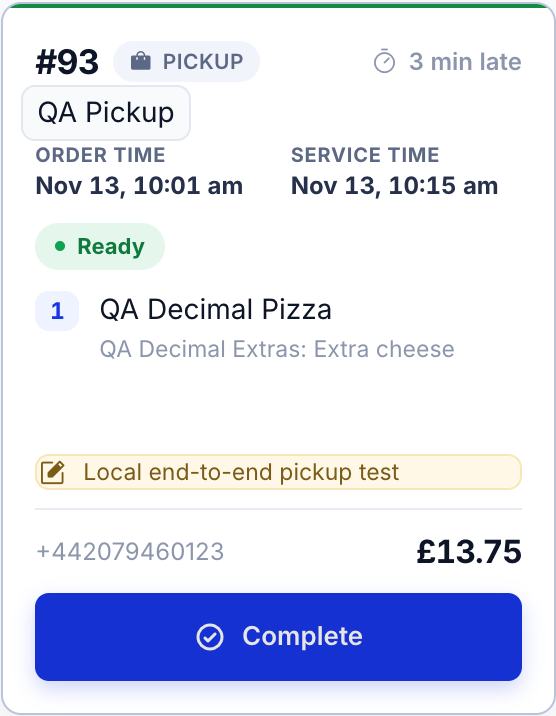 #93 PICKUP 3 min late
QA Pickup
ORDER TIME SERVICE TIME
Nov 13, 10:01 am Nov 13, 10:15 am
Ready
1 QA Decimal Pizza
QA Decimal Extras: Extra cheese
Local end-to-end pickup test
+442079460123 £13.75
Complete